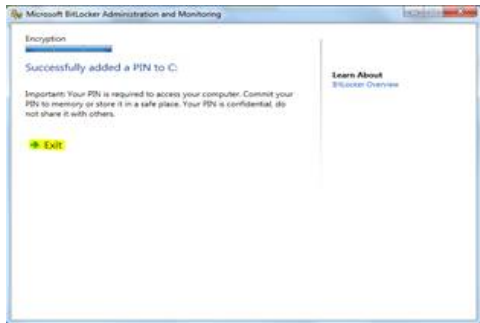 Microsoft BitLocker Administration and Monitoring
Encryption
Successfully added a PIN to C:
Important: Your PIN is required to access your computer. Commit your
PIN to memory or store it in a safe place. Your PIN is confidential, do
not share it with others.
Exit
Learn About
BitLocker Overview